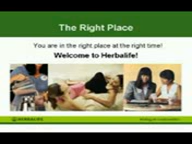 The Right Place
You are in the right place at the right time!
Welcome to Herbalife!
HERBALIFE